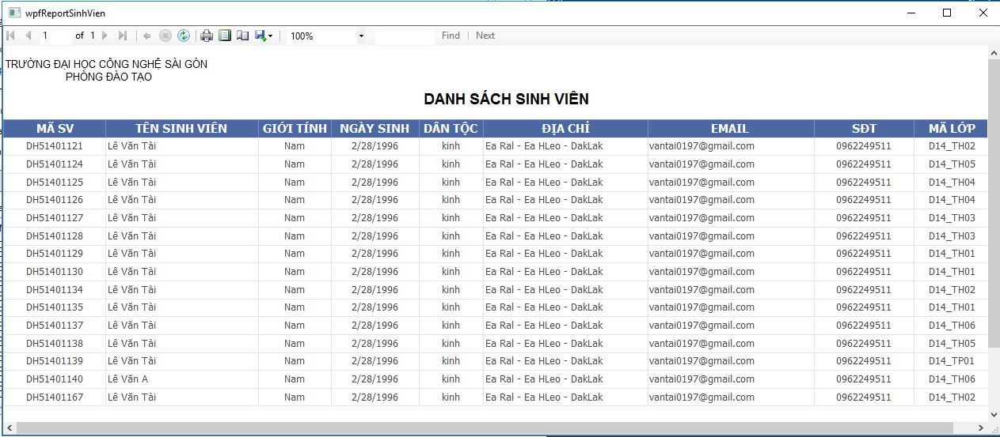 wpfReportSinhVien
1 of 1 100% Find | Next
TRƯỜNG ĐẠI HỌC CÔNG NGHỆ SÀI GÒN
PHÒNG ĐÀO TẠO
DANH SÁCH SINH VIÊN
MÃ SV TÊN SINH VIÊN GIỚI TÍNH NGÀY SINH DÂN TỘC ĐỊA CHỈ EMAIL SĐT MÃ LỚP
DH51401121 Lê Văn Tài Nam 2/28/1996 kinh Ea Ral - Ea HLeo - DakLak vantai0197@gmail.com 0962249511 D14_TH02
DH51401124 Lê Văn Tài Nam 2/28/1996 kinh Ea Ral - Ea HLeo - DakLak vantai0197@gmail.com 0962249511 D14_TH05
DH51401125 Lê Văn Tài Nam 2/28/1996 kinh Ea Ral - Ea HLeo - DakLak vantai0197@gmail.com 0962249511 D14_TH04
DH51401126 Lê Văn Tài Nam 2/28/1996 kinh Ea Ral - Ea HLeo - DakLak vantai0197@gmail.com 0962249511 D14_TH04
DH51401127 Lê Văn Tài Nam 2/28/1996 kinh Ea Ral - Ea HLeo - DakLak vantai0197@gmail.com 0962249511 D14_TH03
DH51401128 Lê Văn Tài Nam 2/28/1996 kinh Ea Ral - Ea HLeo - DakLak vantai0197@gmail.com 0962249511 D14_TH03
DH51401129 Lê Văn Tài Nam 2/28/1996 kinh Ea Ral - Ea HLeo - DakLak vantai0197@gmail.com 0962249511 D14_TH01
DH51401130 Lê Văn Tài Nam 2/28/1996 kinh Ea Ral - Ea HLeo - DakLak vantai0197@gmail.com 0962249511 D14_TH01
DH51401134 Lê Văn Tài Nam 2/28/1996 kinh Ea Ral - Ea HLeo - DakLak vantai0197@gmail.com 0962249511 D14_TH02
DH51401135 Lê Văn Tài Nam 2/28/1996 kinh Ea Ral - Ea HLeo - DakLak vantai0197@gmail.com 0962249511 D14_TH01
DH51401137 Lê Văn Tài Nam 2/28/1996 kinh Ea Ral - Ea HLeo - DakLak vantai0197@gmail.com 0962249511 D14_TH06
DH51401138 Lê Văn Tài Nam 2/28/1996 kinh Ea Ral - Ea HLeo - DakLak vantai0197@gmail.com 0962249511 D14_TH05
DH51401139 Lê Văn Tài Nam 2/28/1996 kinh Ea Ral - Ea HLeo - DakLak vantai0197@gmail.com 0962249511 D14_TP01
DH51401140 Lê Văn A Nam 2/28/1996 kinh Ea Ral - Ea HLeo - DakLak vantai0197@gmail.com 0962249511 D14_TH06
DH51401167 Lê Văn Tài Nam 2/28/1996 kinh Ea Ral - Ea HLeo - DakLak vantai0197@gmail.com 0962249511 D14_TH02